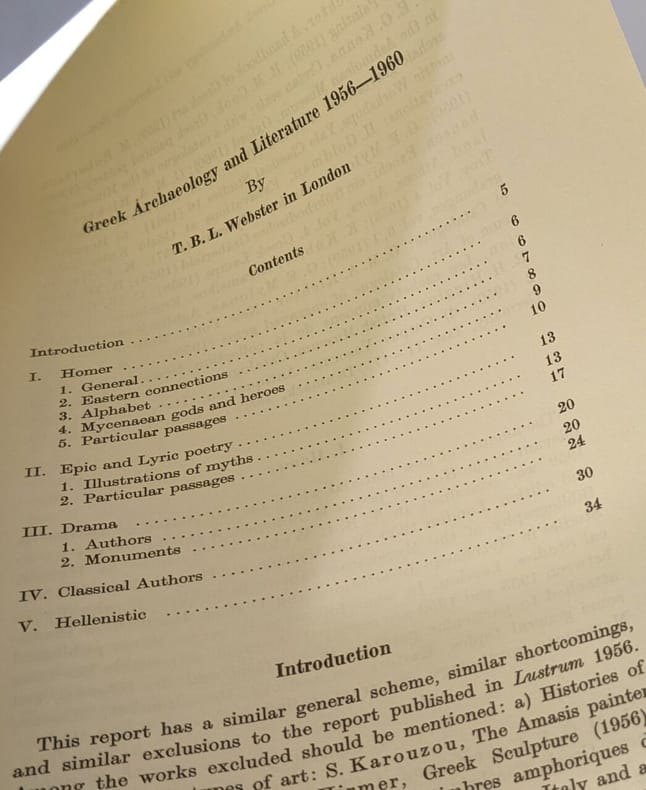 Greek Archaeology and Literature 1956—1960
By
T. B. L. Webster in London
Contents
Introduction . . . . . . . . . . . . . . . . . . . . 5
I. Homer . . . . . . . . . . . . . . . . . . . . 6
1. General . . . . . . . . . . . . . . . . . . . . 6
2. Eastern connections . . . . . . . . . . . . . . . . . . . . 7
3. Alphabet . . . . . . . . . . . . . . . . . . . . 8
4. Mycenaean gods and heroes . . . . . . . . . . . . . . . . . . . . 9
5. Particular passages . . . . . . . . . . . . . . . . . . . . 10
II. Epic and Lyric poetry . . . . . . . . . . . . . . . . . . . . 13
1. Illustrations of myths . . . . . . . . . . . . . . . . . . . . 13
2. Particular passages . . . . . . . . . . . . . . . . . . . . 17
III. Drama . . . . . . . . . . . . . . . . . . . . 20
1. Authors . . . . . . . . . . . . . . . . . . . . 20
2. Monuments . . . . . . . . . . . . . . . . . . . . 24
IV. Classical Authors . . . . . . . . . . . . . . . . . . . . 30
V. Hellenistic . . . . . . . . . . . . . . . . . . . . 34
Introduction
This report has a similar general scheme, similar shortcomings,
and similar exclusions to the report published in Lustrum 1956.
the works excluded should be mentioned: a) Histories of
of art: S. Karouzou, The Amasis painter
Greek Sculpture (1956)
amphoriques
and